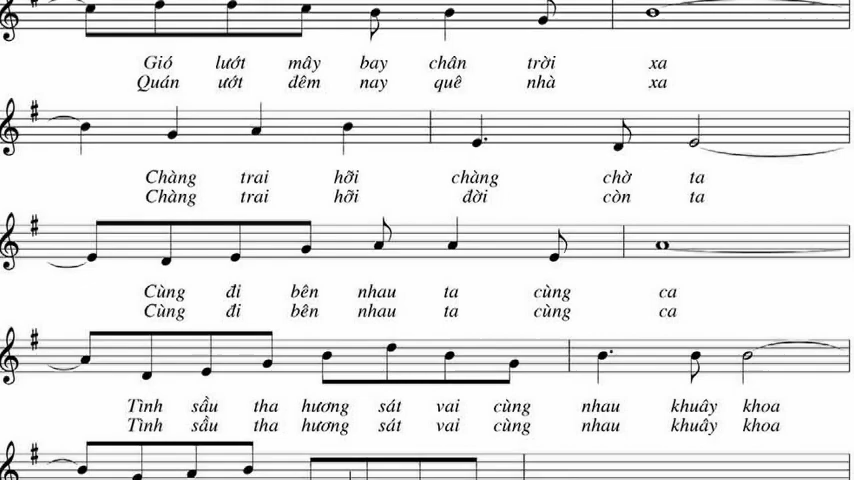 Gió lướt mây bay chân trời xa
Quán ướt đêm nay quê nhà xa
Chàng trai hỡi chàng chờ ta
Chàng trai hỡi đời còn ta
Cùng đi bên nhau ta cùng ca
Cùng đi bên nhau ta cùng ca
Tình sầu tha hương sát vai cùng nhau khuây khoa
Tình sầu tha hương sát vai cùng nhau khuây khoa